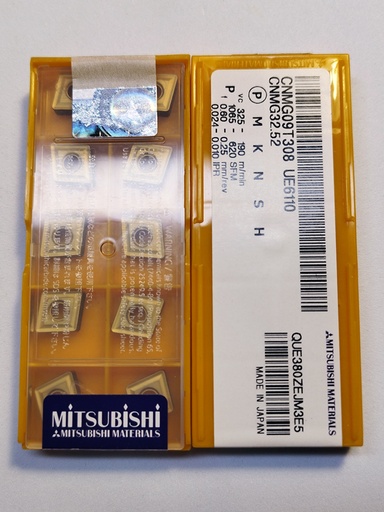 MITSUBISHI
MITSUBISHI MATERIALS
CNMG09T308 UE6110
CNMG32.52
P M K N S H
vc 325 - 190 m/min
1065 - 620 SFM
f 0.60 - 0.25 mm/rev
0.024 - 0.010 IPR
MITSUBISHI MATERIALS
QUE380ZEJM3E5
MADE IN JAPAN